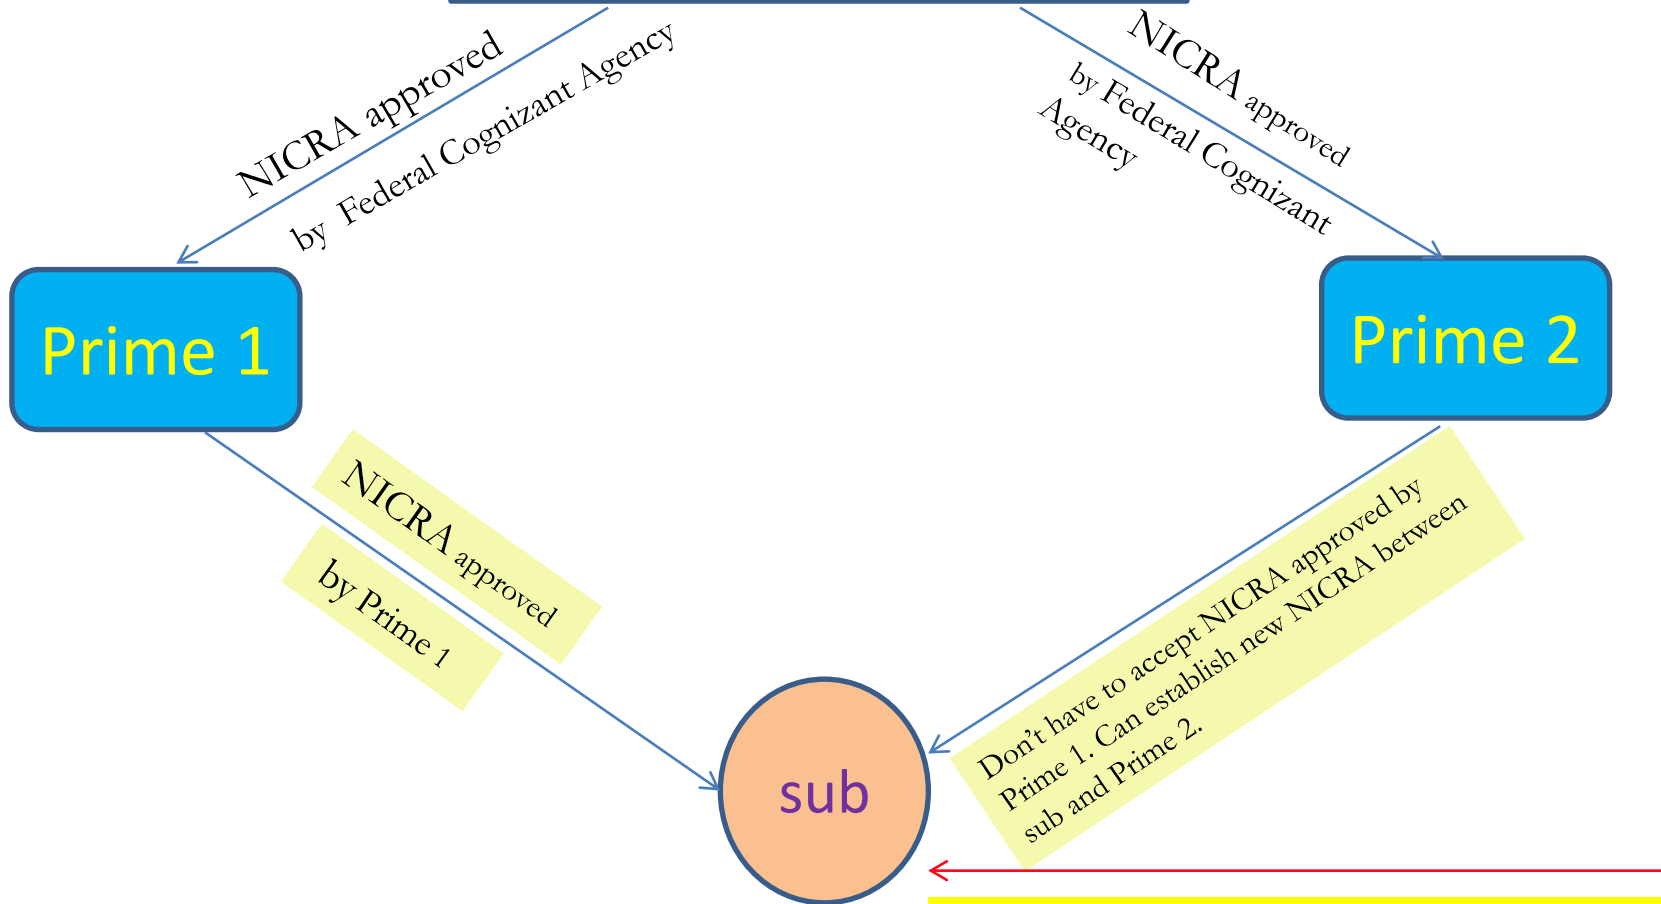 NICRA approved
by Federal Cognizant Agency
NICRA approved
by Federal Cognizant
Agency
Prime 1
Prime 2
NICRA approved
by Prime 1
Don't have to accept NICRA approved by
Prime 1. Can establish new NICRA between
sub and Prime 2.
sub